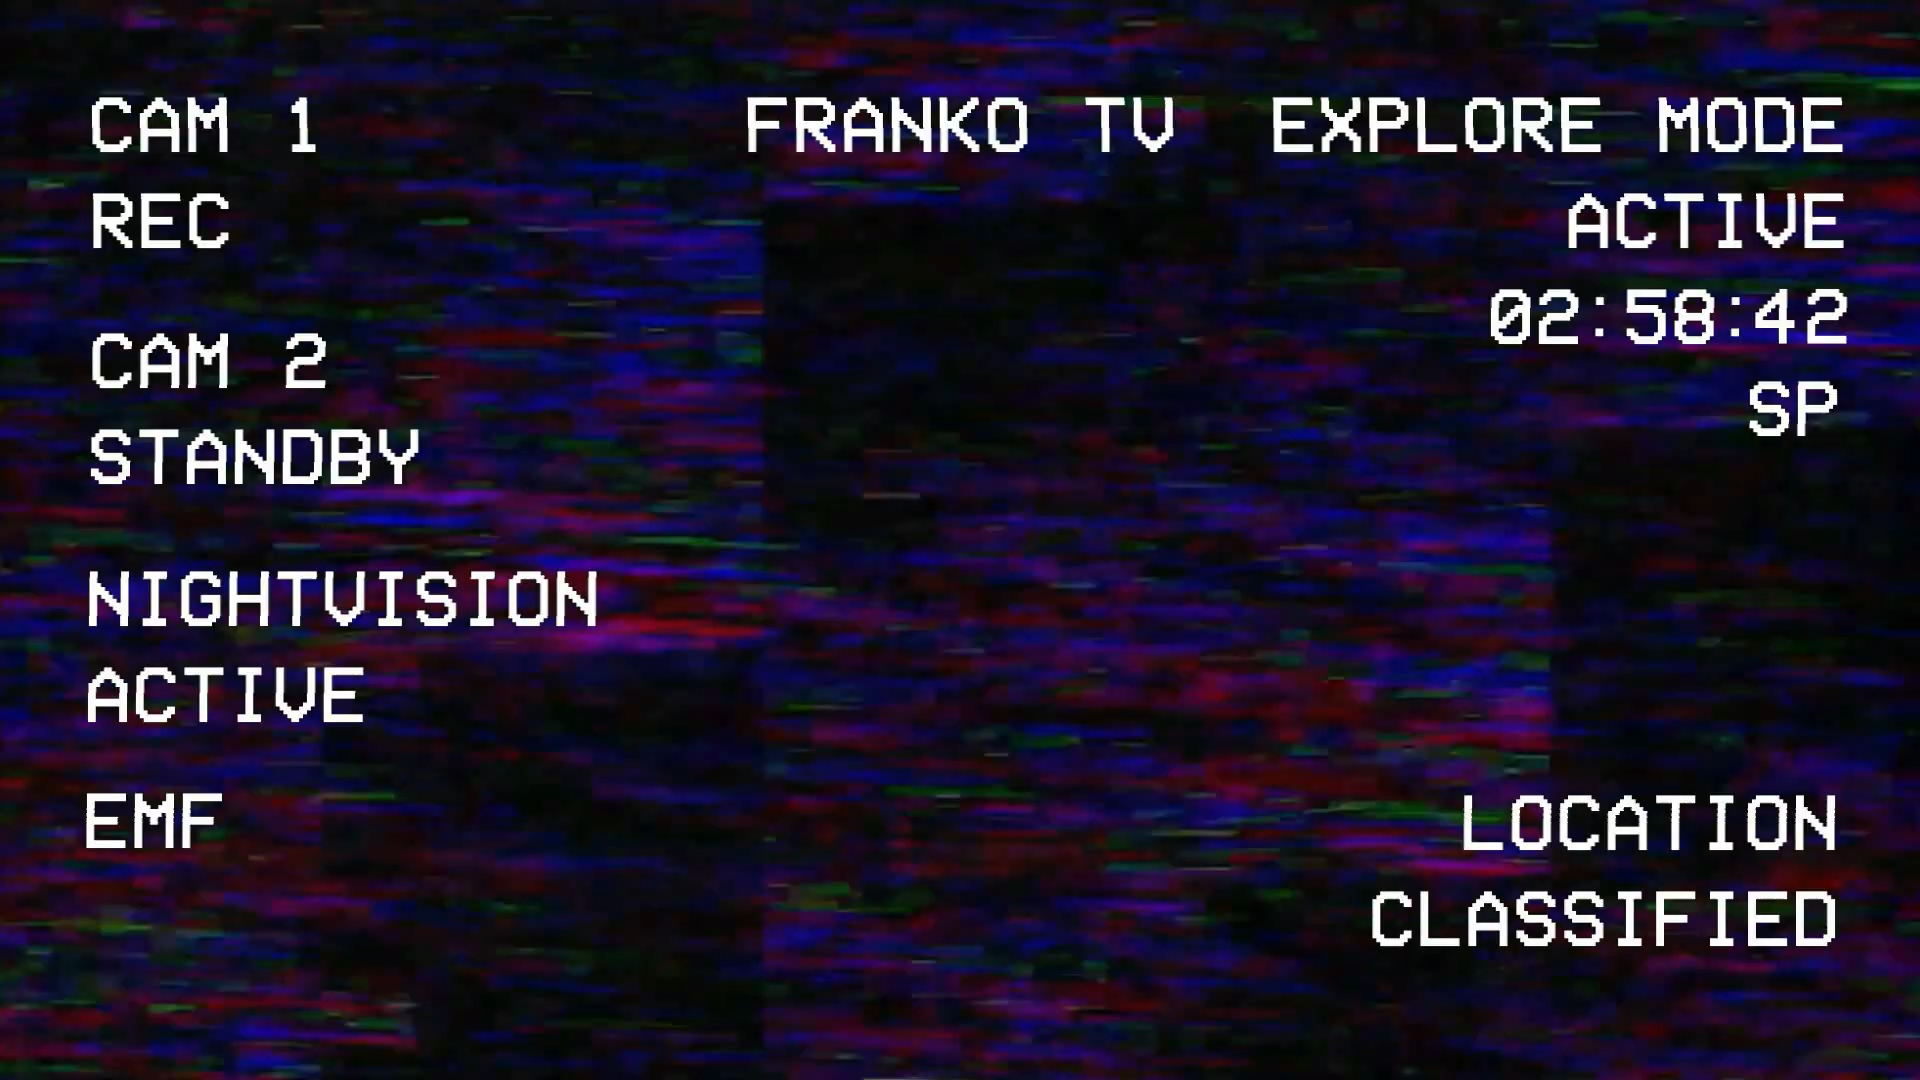 CAM 1
REC
CAM 2
STANDBY
NIGHTVISION
ACTIVE
EMF
FRANKO TV
EXPLORE MODE
ACTIVE
02:58:42
SP
LOCATION
CLASSIFIED